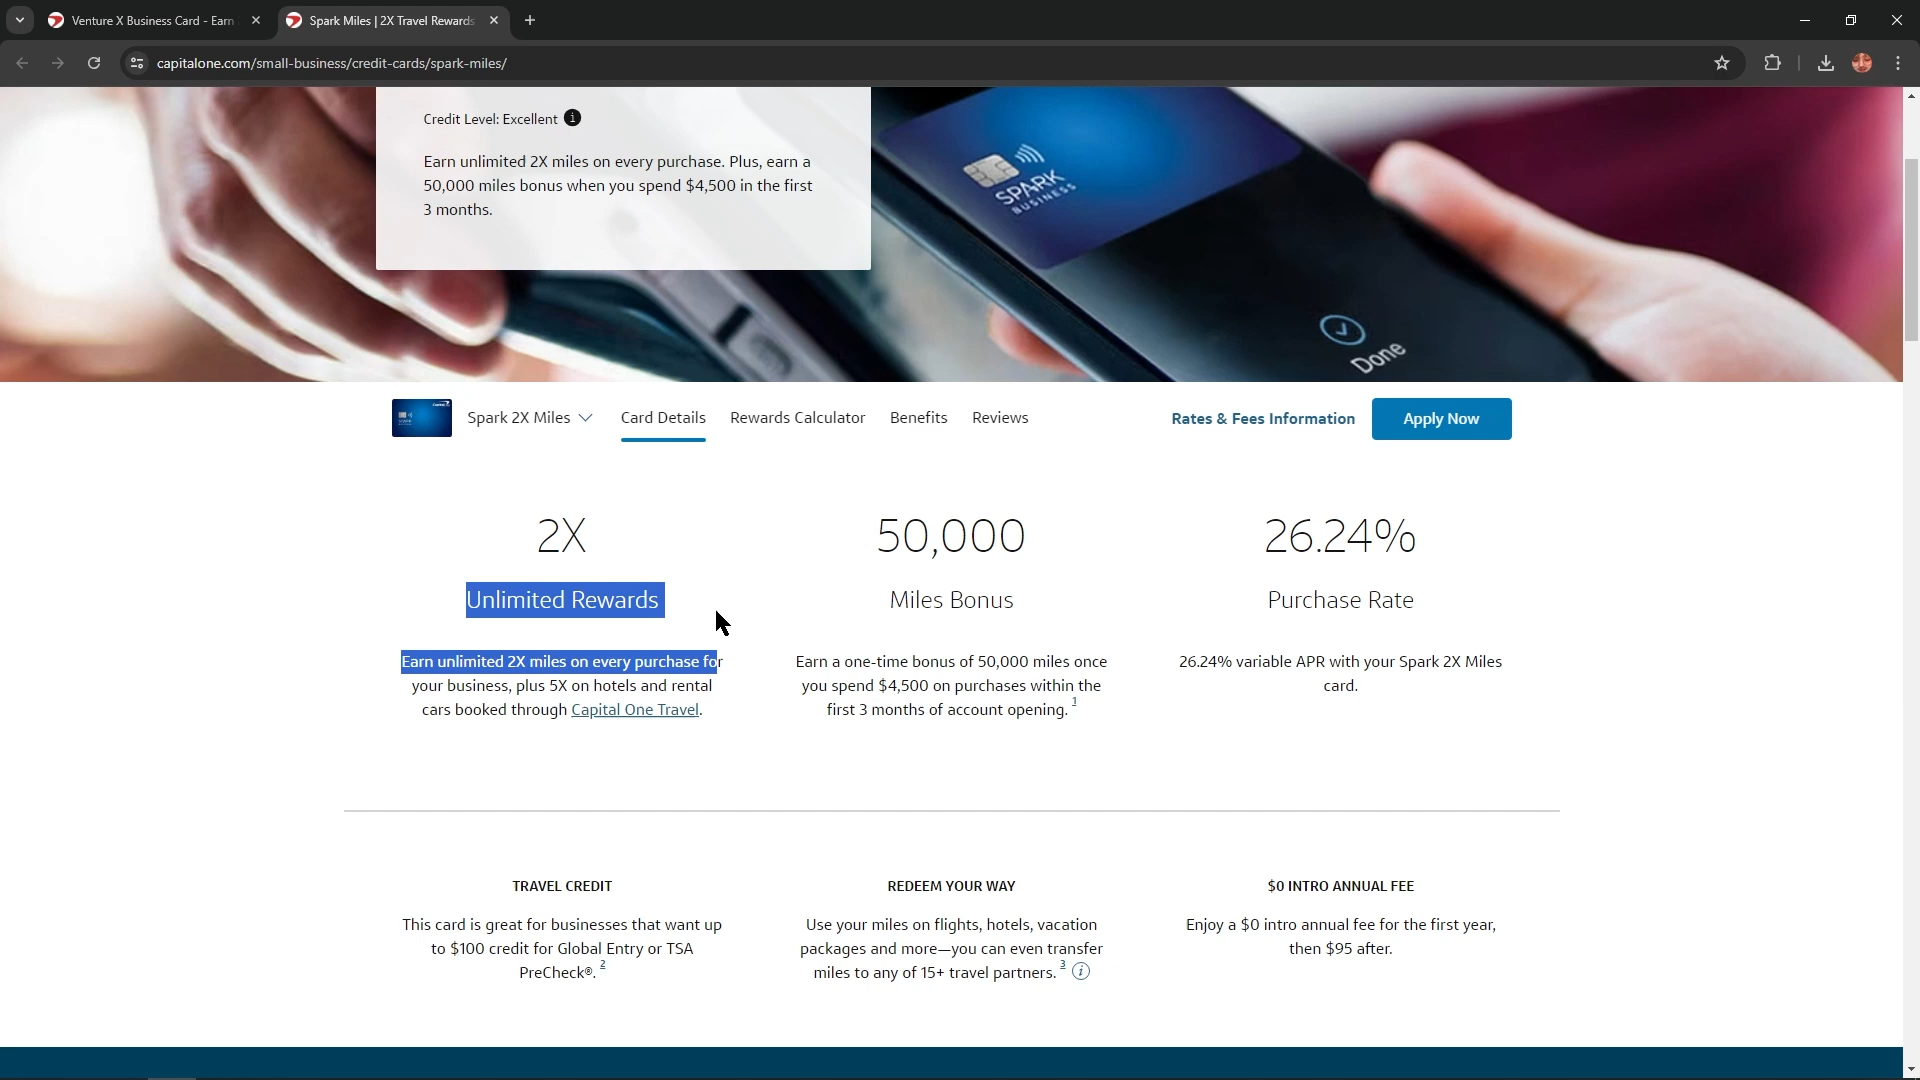 Venture X Business Card - Earn
Spark Miles | 2X Travel Rewards
capitalone.com/small-business/credit-cards/spark-miles/
Credit Level: Excellent
Earn unlimited 2X miles on every purchase. Plus, earn a
50,000 miles bonus when you spend $4,500 in the first
3 months.
SPARK
BUSINESS
Done
Spark 2X Miles
Card Details
Rewards Calculator
Benefits
Reviews
Rates & Fees Information
Apply Now
2X
Unlimited Rewards
Earn unlimited 2X miles on every purchase for
your business, plus 5X on hotels and rental
cars booked through Capital One Travel.
50,000
Miles Bonus
Earn a one-time bonus of 50,000 miles once
you spend $4,500 on purchases within the
first 3 months of account opening. 1
26.24%
Purchase Rate
26.24% variable APR with your Spark 2X Miles
card.
TRAVEL CREDIT
This card is great for businesses that want up
to $100 credit for Global Entry or TSA
PreCheck®. 2
REDEEM YOUR WAY
Use your miles on flights, hotels, vacation
packages and more—you can even transfer
miles to any of 15+ travel partners. 3
$0 INTRO ANNUAL FEE
Enjoy a $0 intro annual fee for the first year,
then $95 after.